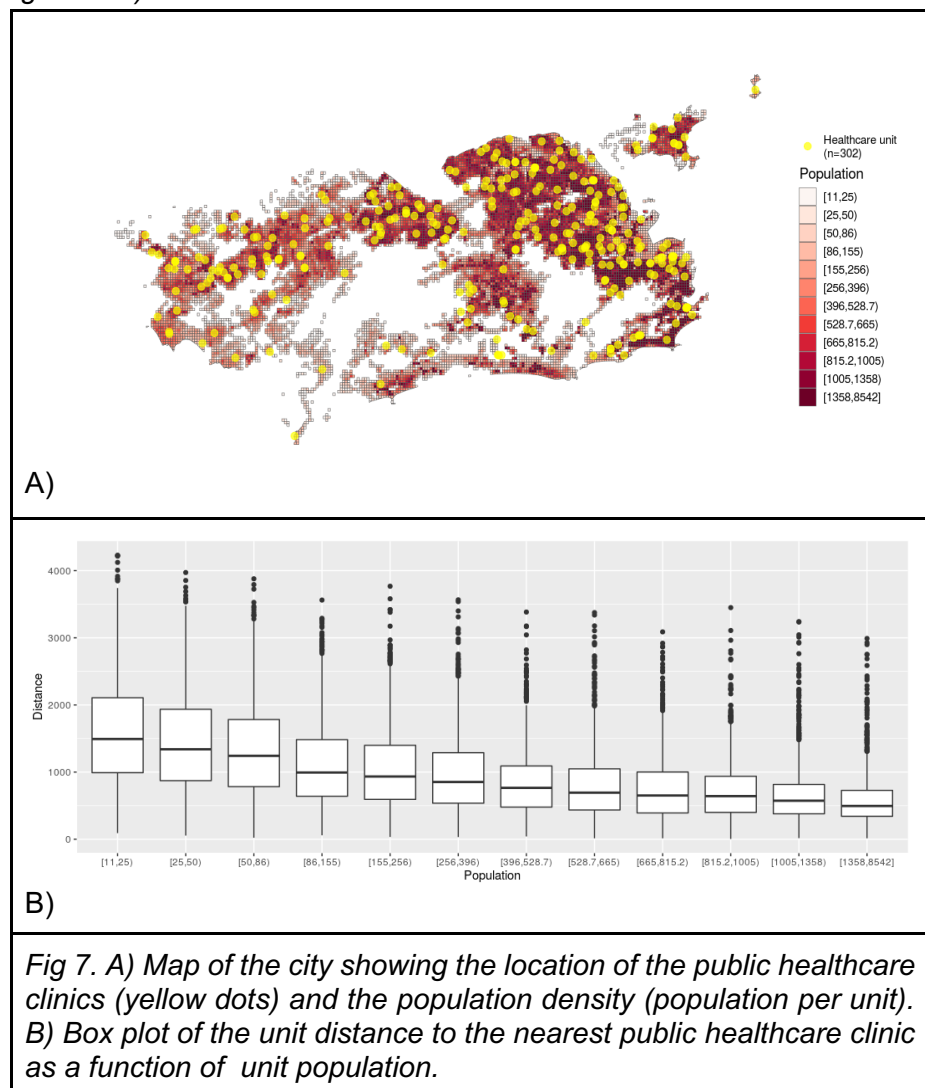 Healthcare unit
(n=302)
Population
[11,25)
[25,50)
[50,86)
[86,155)
[155,256)
[256,396)
[396,528.7)
[528.7,665)
[665,815.2)
[815.2,1005)
[1005,1358)
[1358,8542]
A)
4000
3000
2000
1000
0
Distance
[11,25) [25,50) [50,86) [86,155) [155,256) [256,396) [396,528.7) [528.7,665) [665,815.2) [815.2,1005) [1005,1358) [1358,8542]
Population
B)
Fig 7. A) Map of the city showing the location of the public healthcare
clinics (yellow dots) and the population density (population per unit).
B) Box plot of the unit distance to the nearest public healthcare clinic
as a function of unit population.